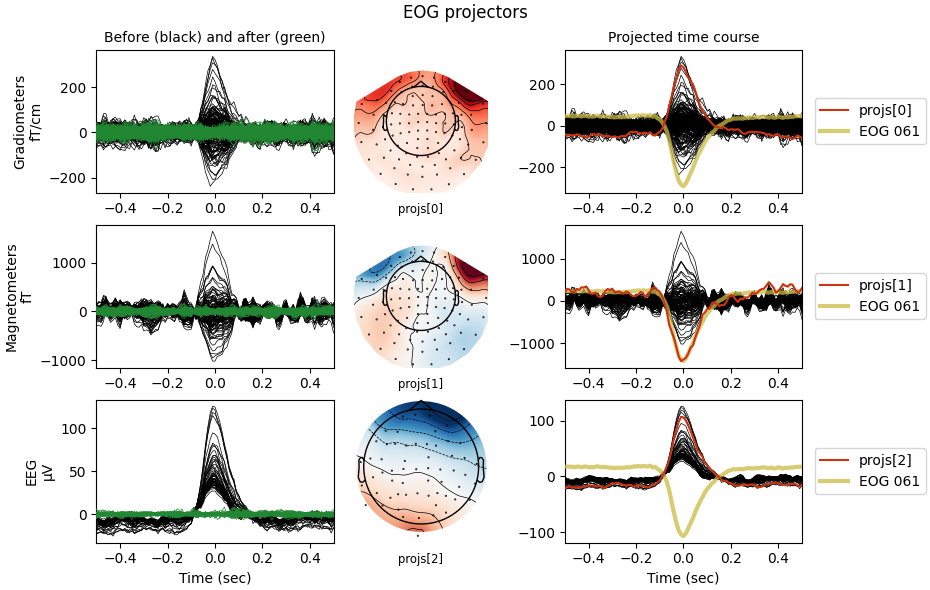 EOG projectors
Before (black) and after (green)
Projected time course
Gradiometers
fT/cm
200
0
−200
−0.4 −0.2 0.0 0.2 0.4
projs[0]
200
0
−200
−0.4 −0.2 0.0 0.2 0.4
projs[0]
EOG 061
Magnetometers
fT
1000
0
−1000
−0.4 −0.2 0.0 0.2 0.4
projs[1]
1000
0
−1000
−0.4 −0.2 0.0 0.2 0.4
projs[1]
EOG 061
EEG
µV
100
50
0
−0.4 −0.2 0.0 0.2 0.4
Time (sec)
projs[2]
100
0
−100
−0.4 −0.2 0.0 0.2 0.4
Time (sec)
projs[2]
EOG 061